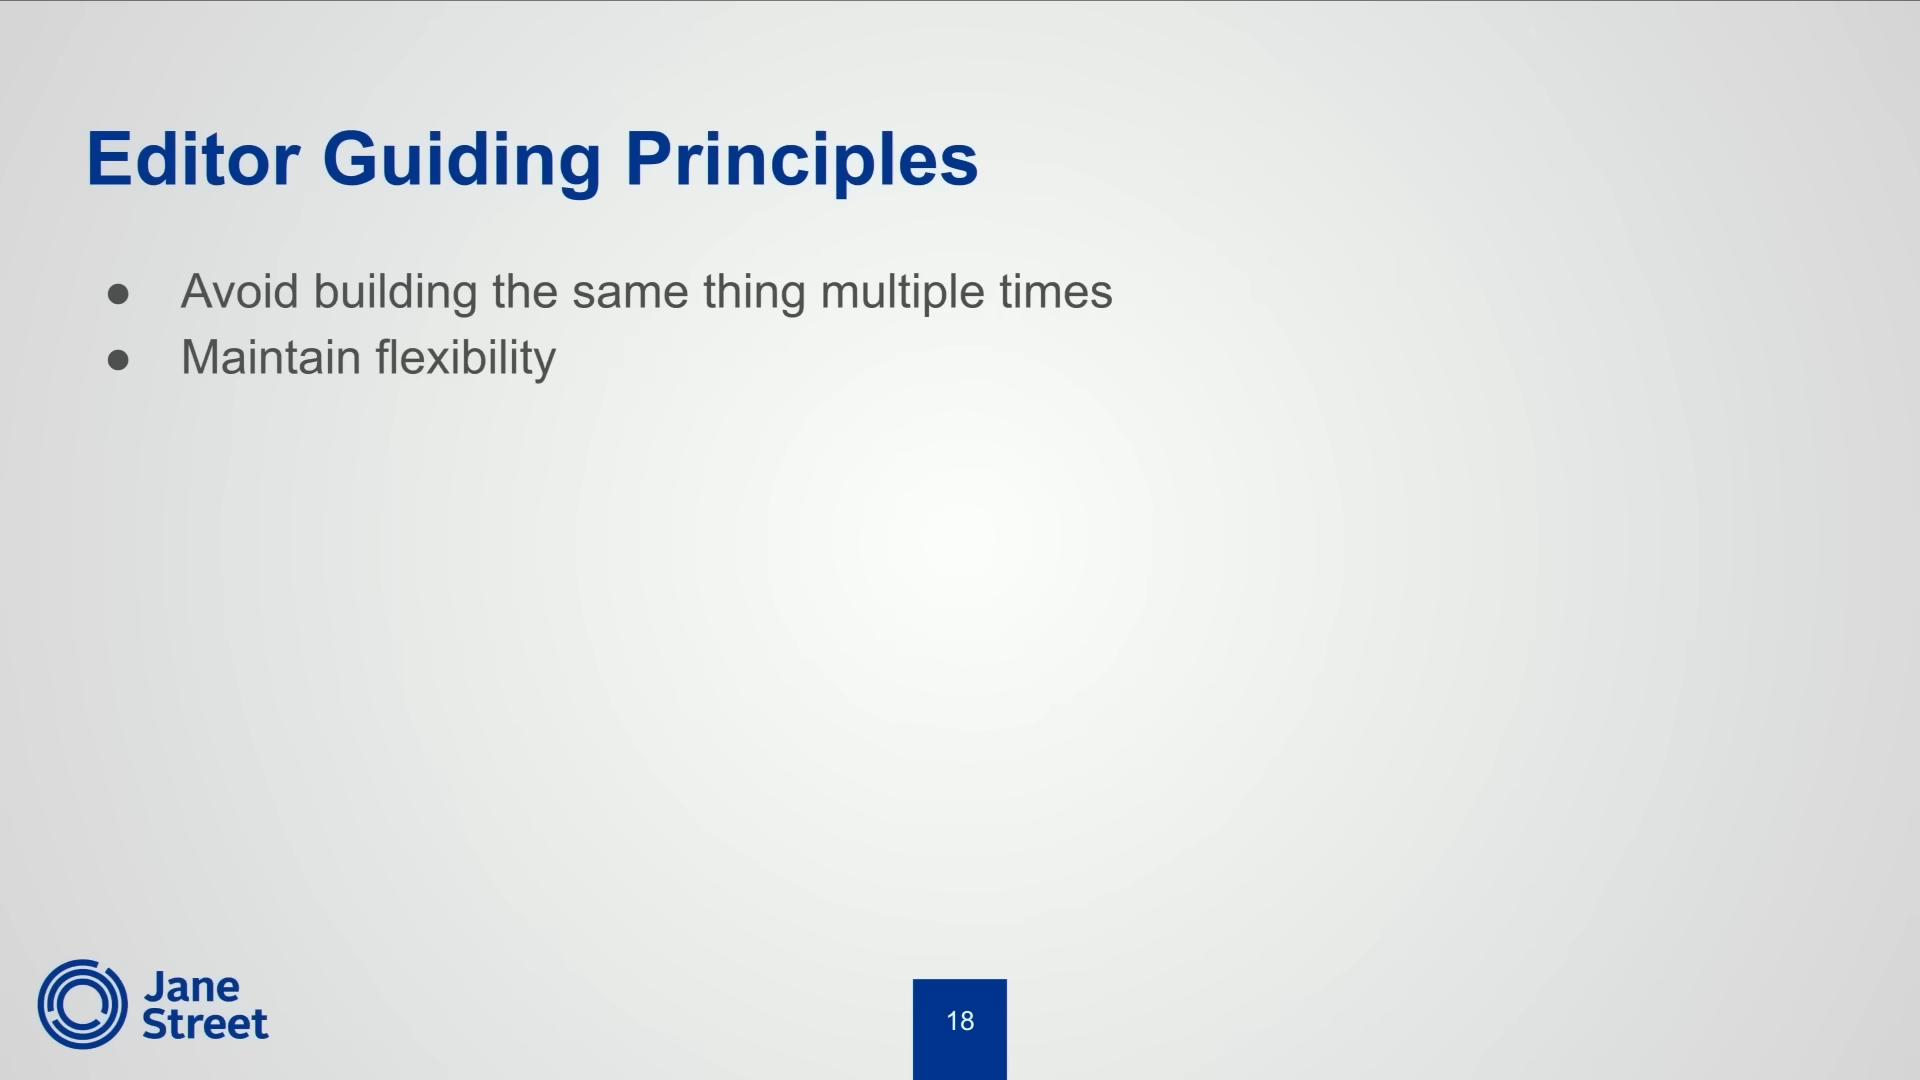 Editor Guiding Principles
● Avoid building the same thing multiple times
● Maintain flexibility
Jane
Street
18